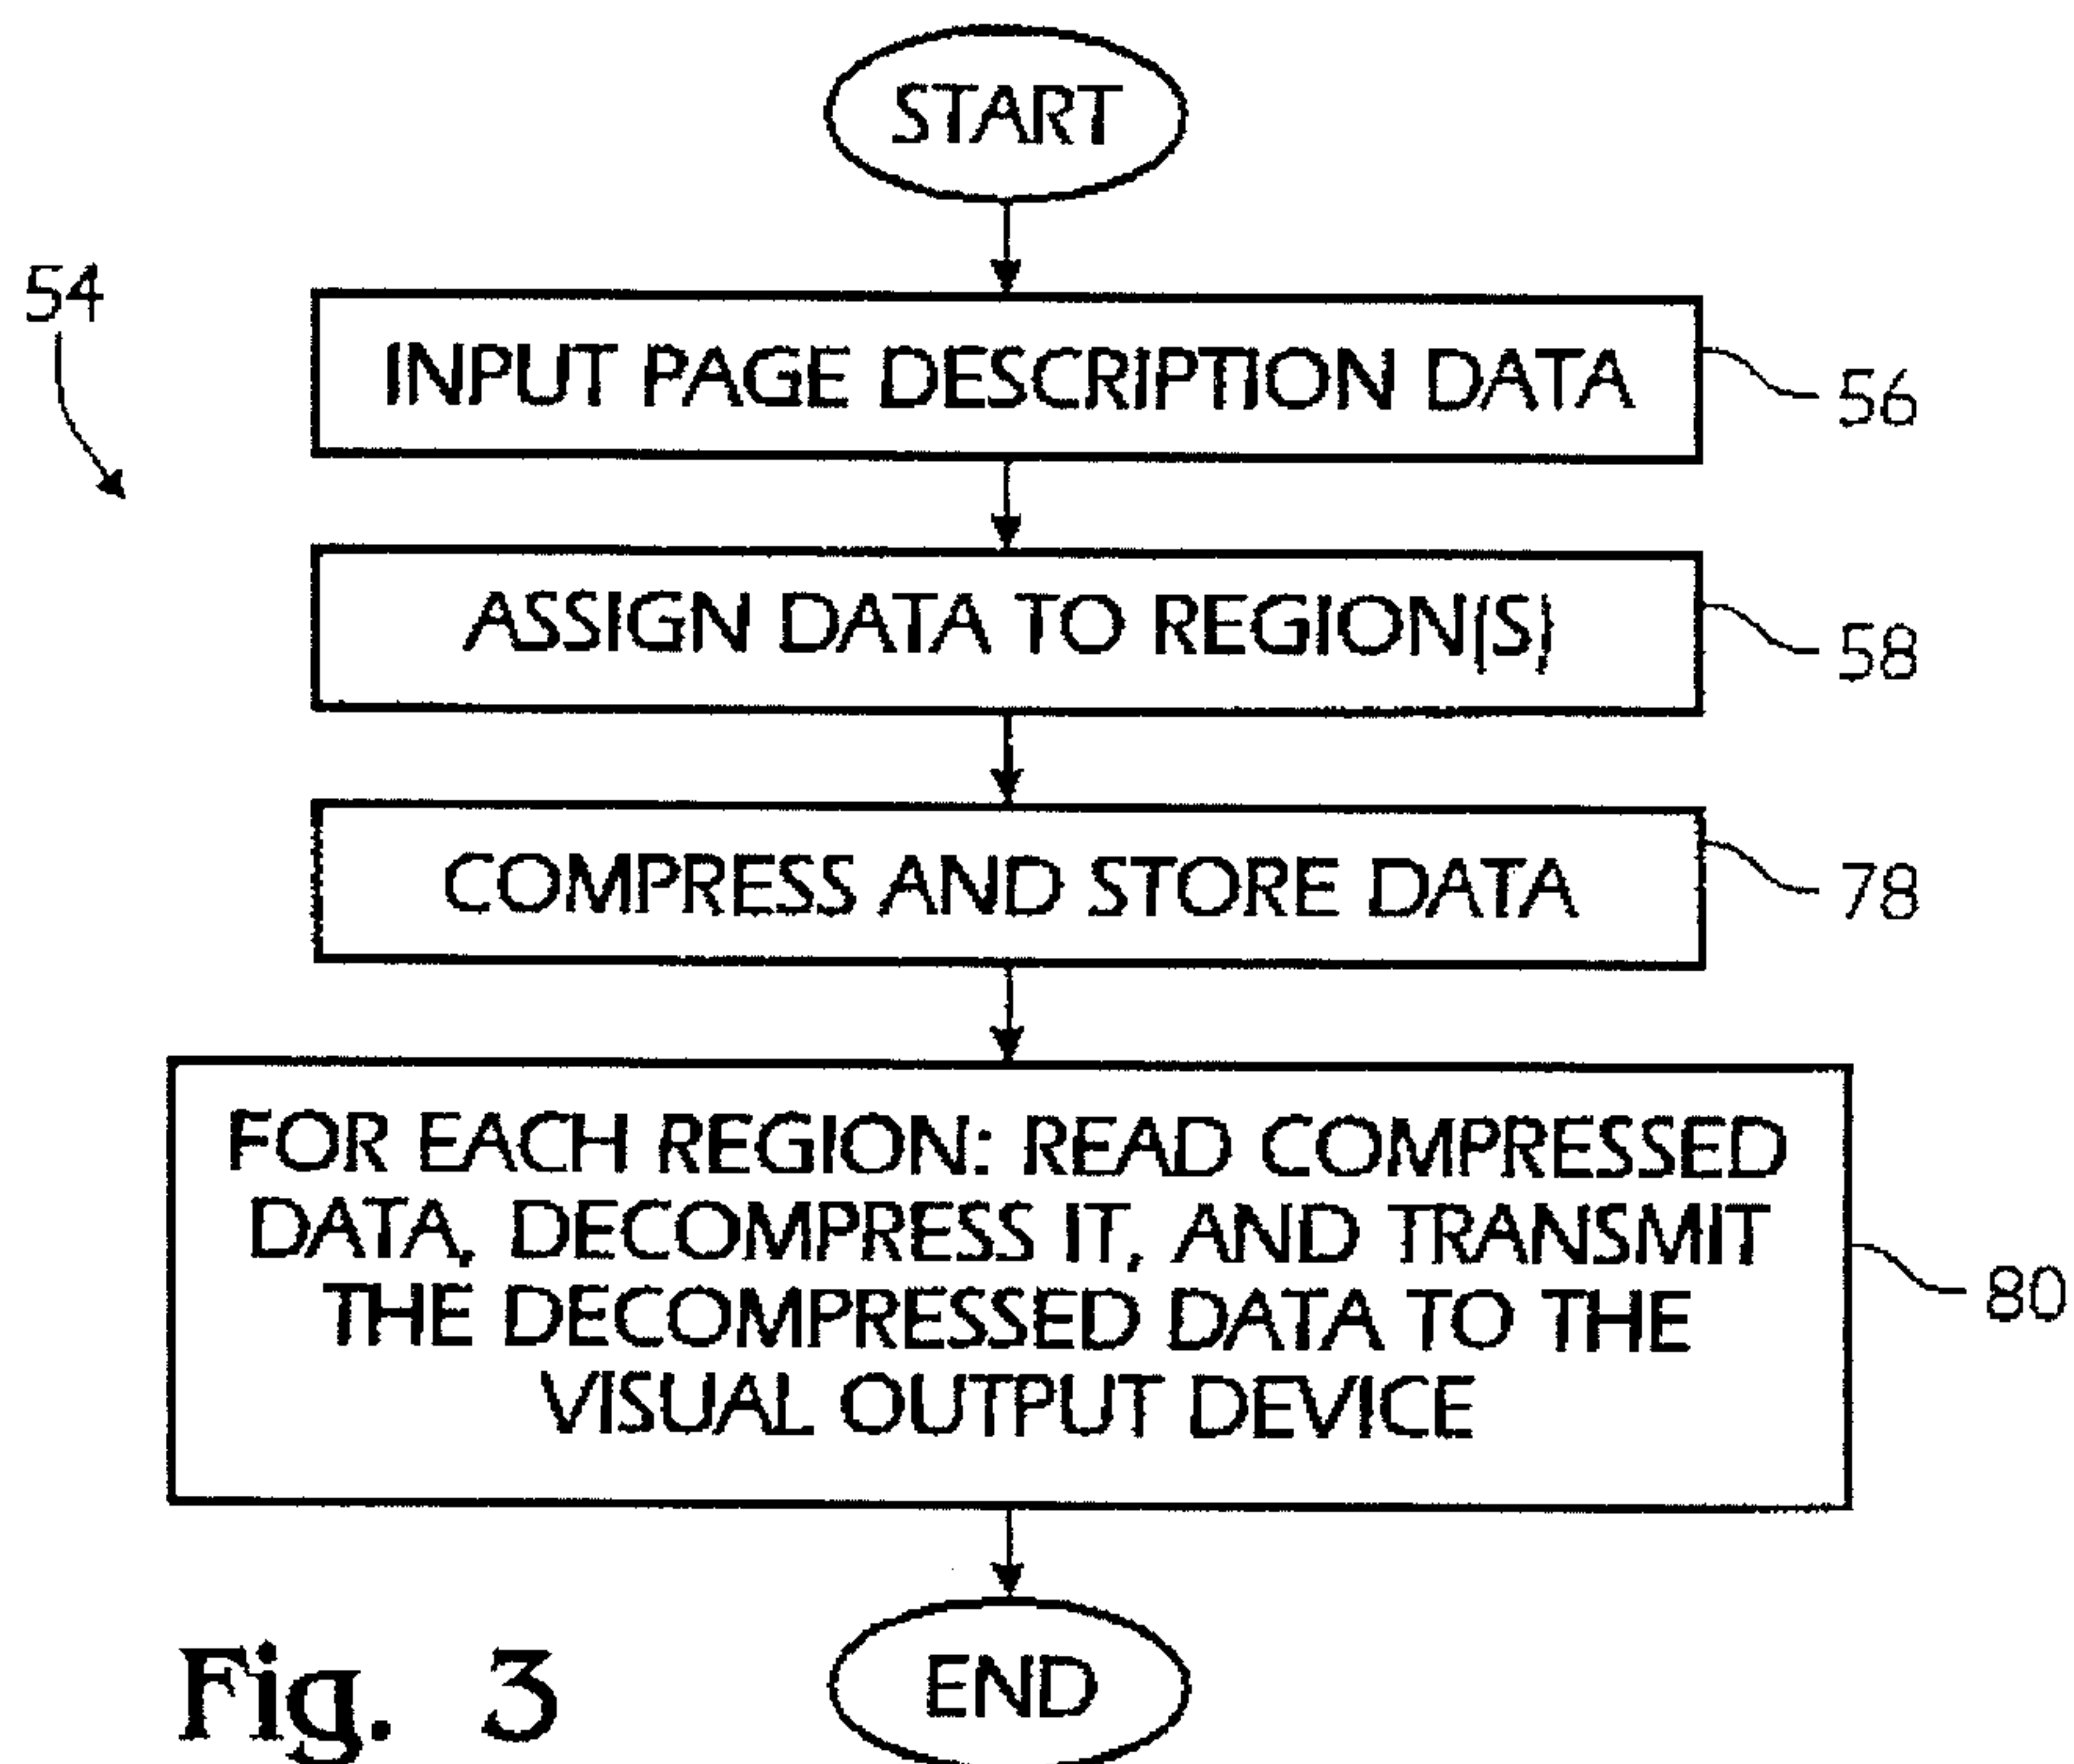 START
54
INPUT PAGE DESCRIPTION DATA
56
ASSIGN DATA TO REGION(S)
58
COMPRESS AND STORE DATA
78
FOR EACH REGION: READ COMPRESSED
DATA, DECOMPRESS IT, AND TRANSMIT
THE DECOMPRESSED DATA TO THE
VISUAL OUTPUT DEVICE
80
END
Fig. 3